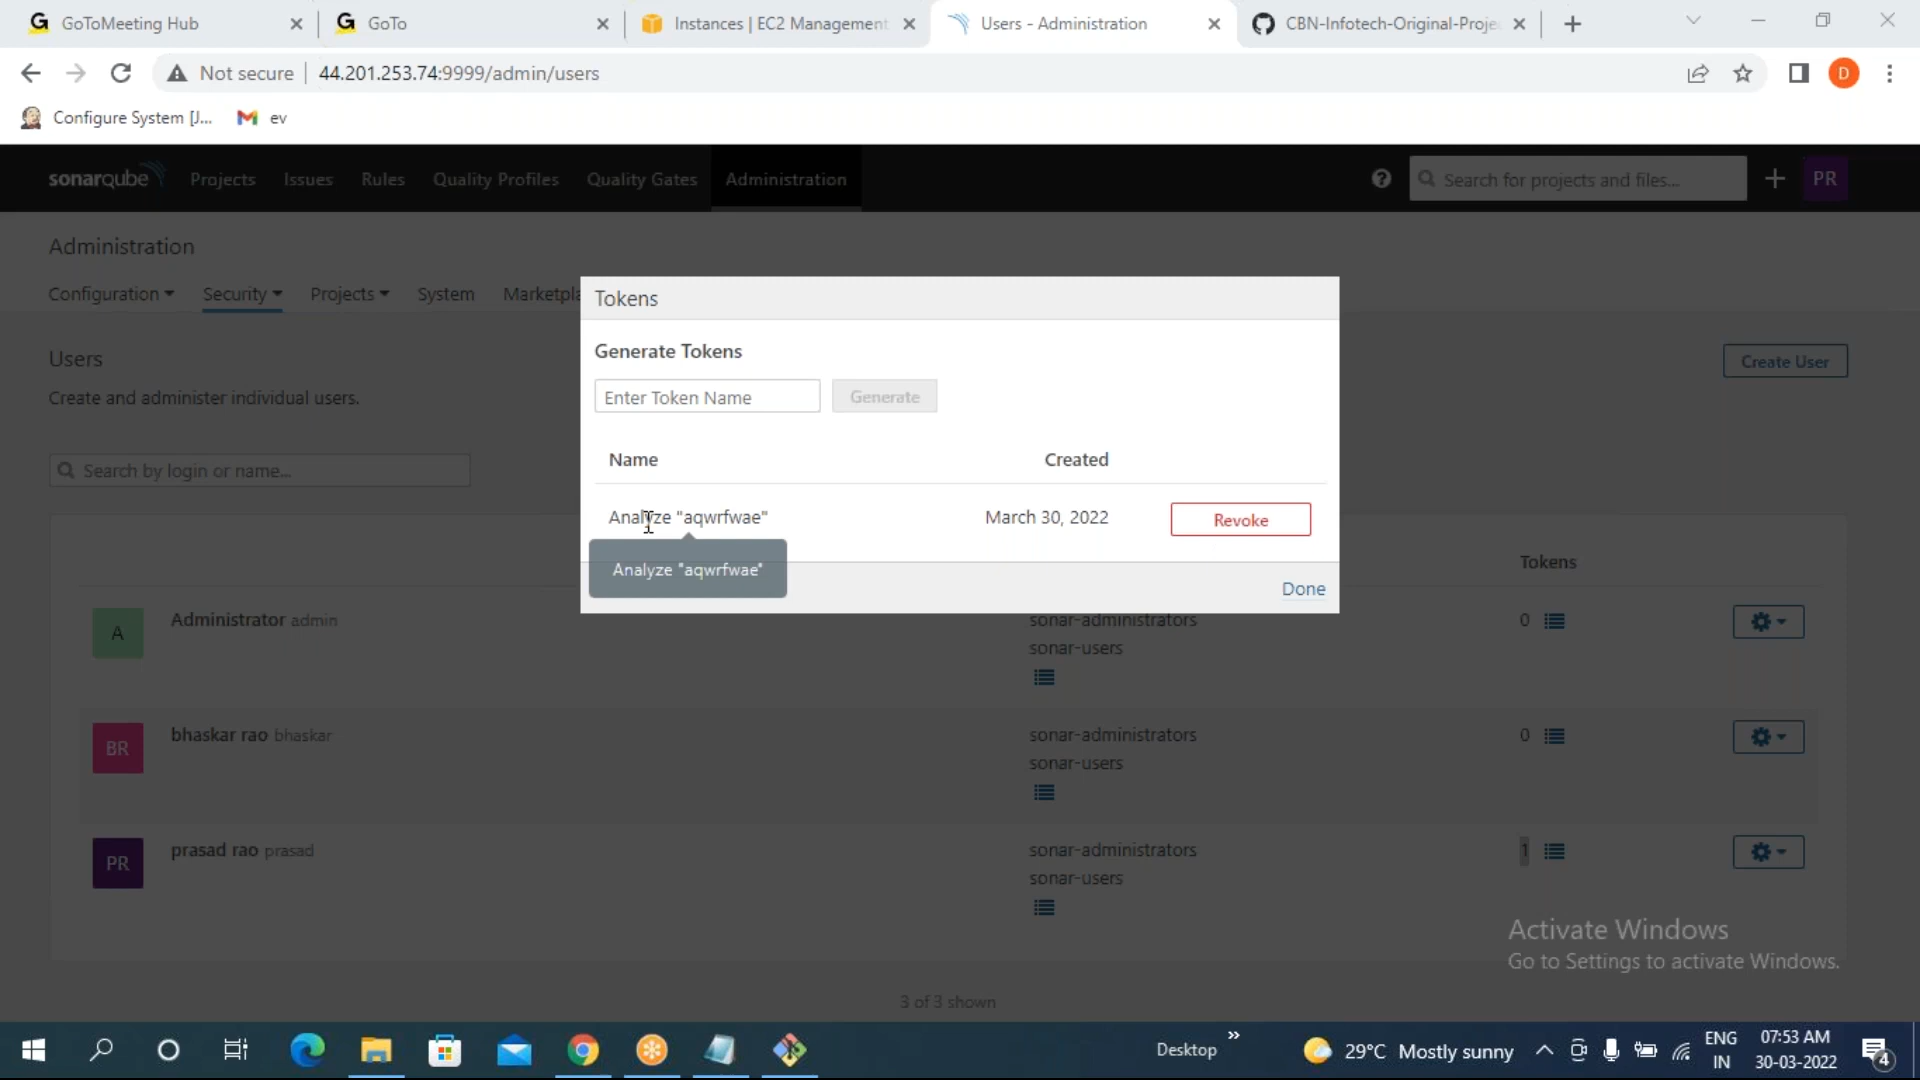 GoToMeeting Hub
GoTo
Instances | EC2 Management
Users - Administration
CBN-Infotech-Original-Proje
Not secure
44.201.253.74:9999/admin/users
D
Configure System [J...
ev
sonarqube
Projects
Issues
Rules
Quality Profiles
Quality Gates
Administration
Search for projects and files...
PR
Administration
Configuration
Security
Projects
System
Marketpla
Tokens
Generate Tokens
Enter Token Name
Generate
Name
Created
Analyze "aqwrfwae"
March 30, 2022
Revoke
Analyze "aqwrfwae"
Done
Users
Create User
Create and administer individual users.
Search by login or name...
Tokens
A
Administrator admin
sonar-administrators
sonar-users
0
BR
bhaskar rao bhaskar
sonar-administrators
sonar-users
0
PR
prasad rao prasad
sonar-administrators
sonar-users
1
Activate Windows
Go to Settings to activate Windows.
3 of 3 shown
Desktop
29°C Mostly sunny
ENG
IN
07:53 AM
30-03-2022
4